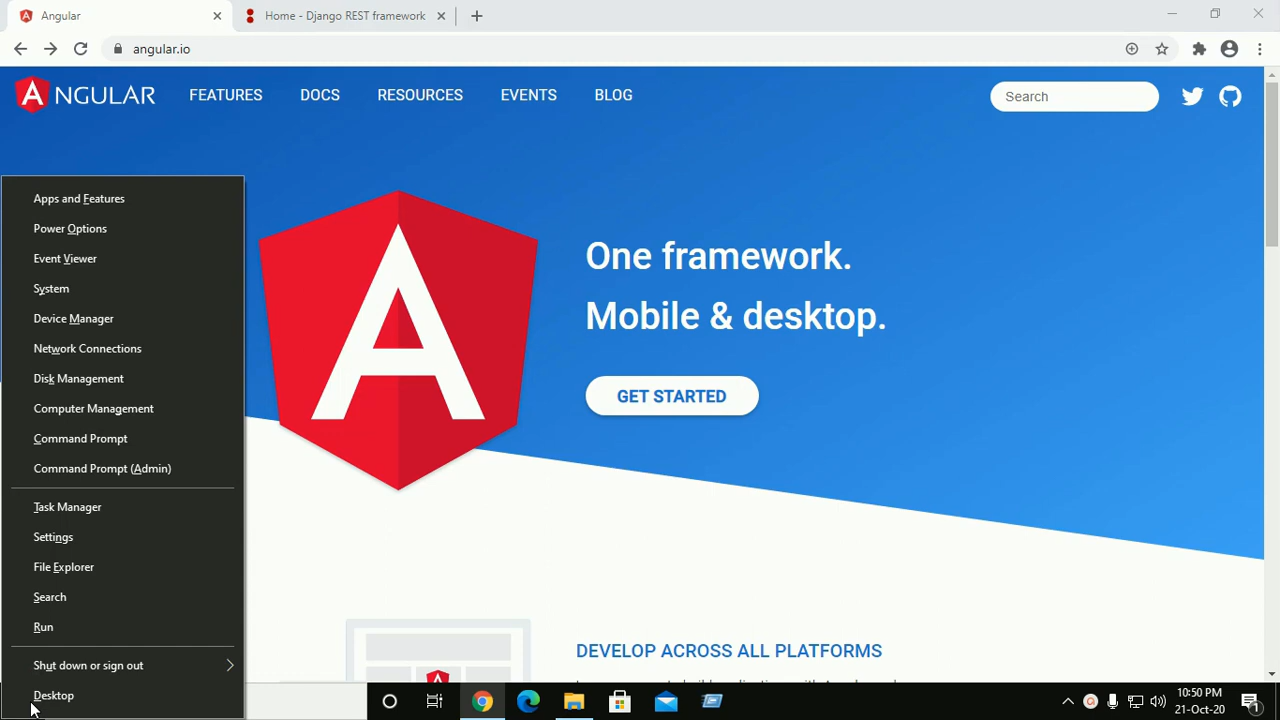 Angular
Home - Django REST framework
angular.io
ANGULAR
FEATURES
DOCS
RESOURCES
EVENTS
BLOG
Search
One framework.
Mobile & desktop.
GET STARTED
DEVELOP ACROSS ALL PLATFORMS
Apps and Features
Power Options
Event Viewer
System
Device Manager
Network Connections
Disk Management
Computer Management
Command Prompt
Command Prompt (Admin)
Task Manager
Settings
File Explorer
Search
Run
Shut down or sign out
Desktop
10:50 PM
21-Oct-20
1